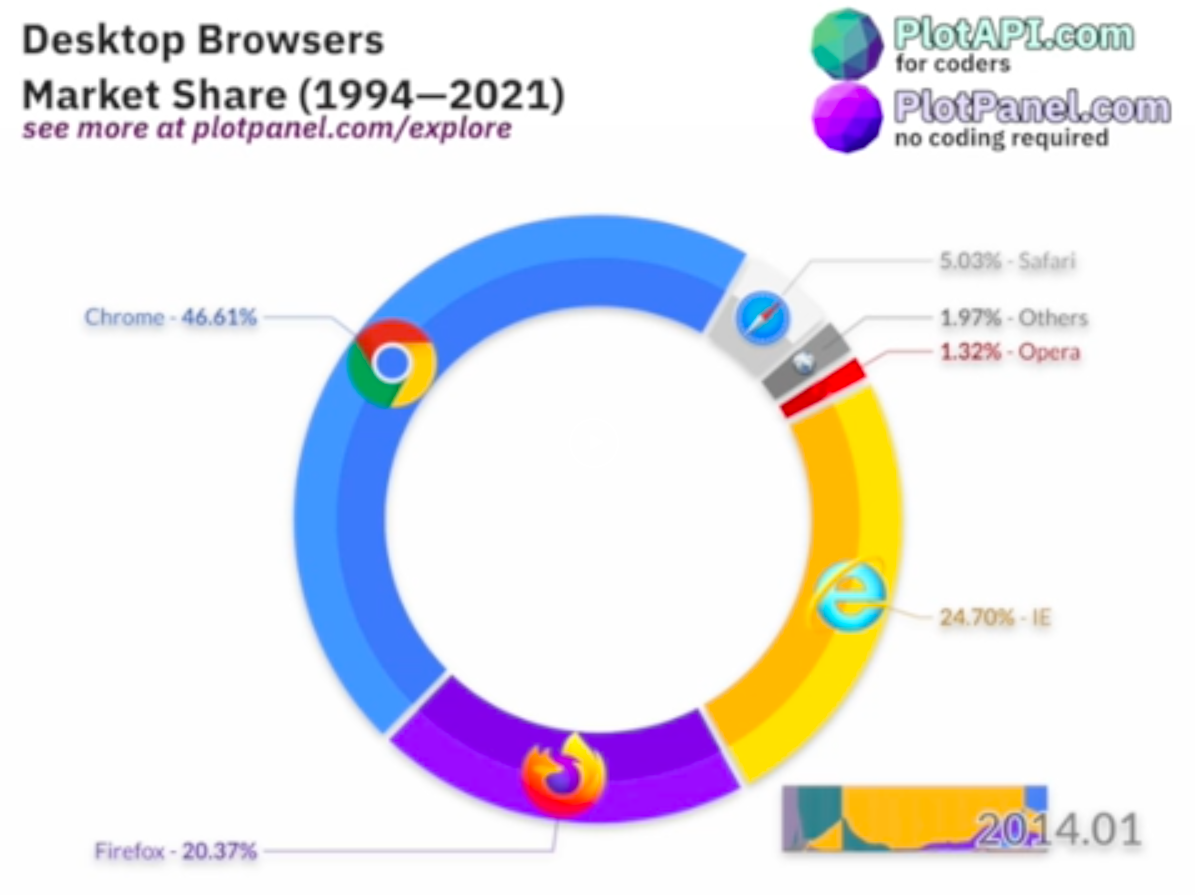 Desktop Browsers
Market Share (1994—2021)
see more at plotpanel.com/explore
PlotAPI.com
for coders
PlotPanel.com
no coding required
5.03% - Safari
Chrome - 46.61%
1.97% - Others
1.32% - Opera
24.70% - IE
2014.01
Firefox - 20.37%